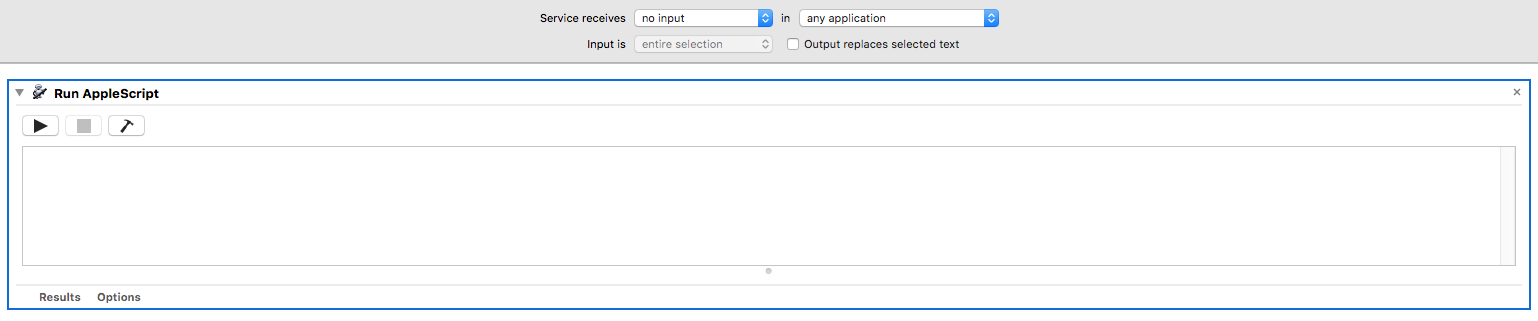 Service receives no input in any application
Input is entire selection Output replaces selected text
Run AppleScript
Results Options